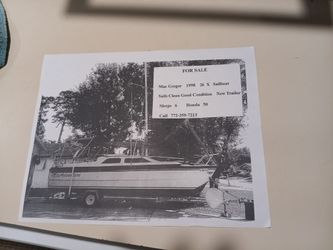 FOR SALE
Mac Gregor 1998 26 X Sailboat
Sails Clean Good Condition New Trailer
Sleeps 6 Honda 50
Call 772-359-7213